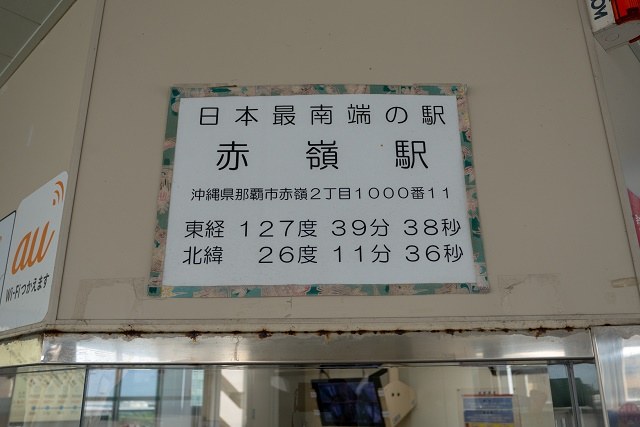 日本最南端の駅
赤嶺駅
沖縄県那覇市赤嶺2丁目1000番11
東経 127度 39分 38秒
北緯 26度 11分 36秒
au
Wi-Fiつかえます